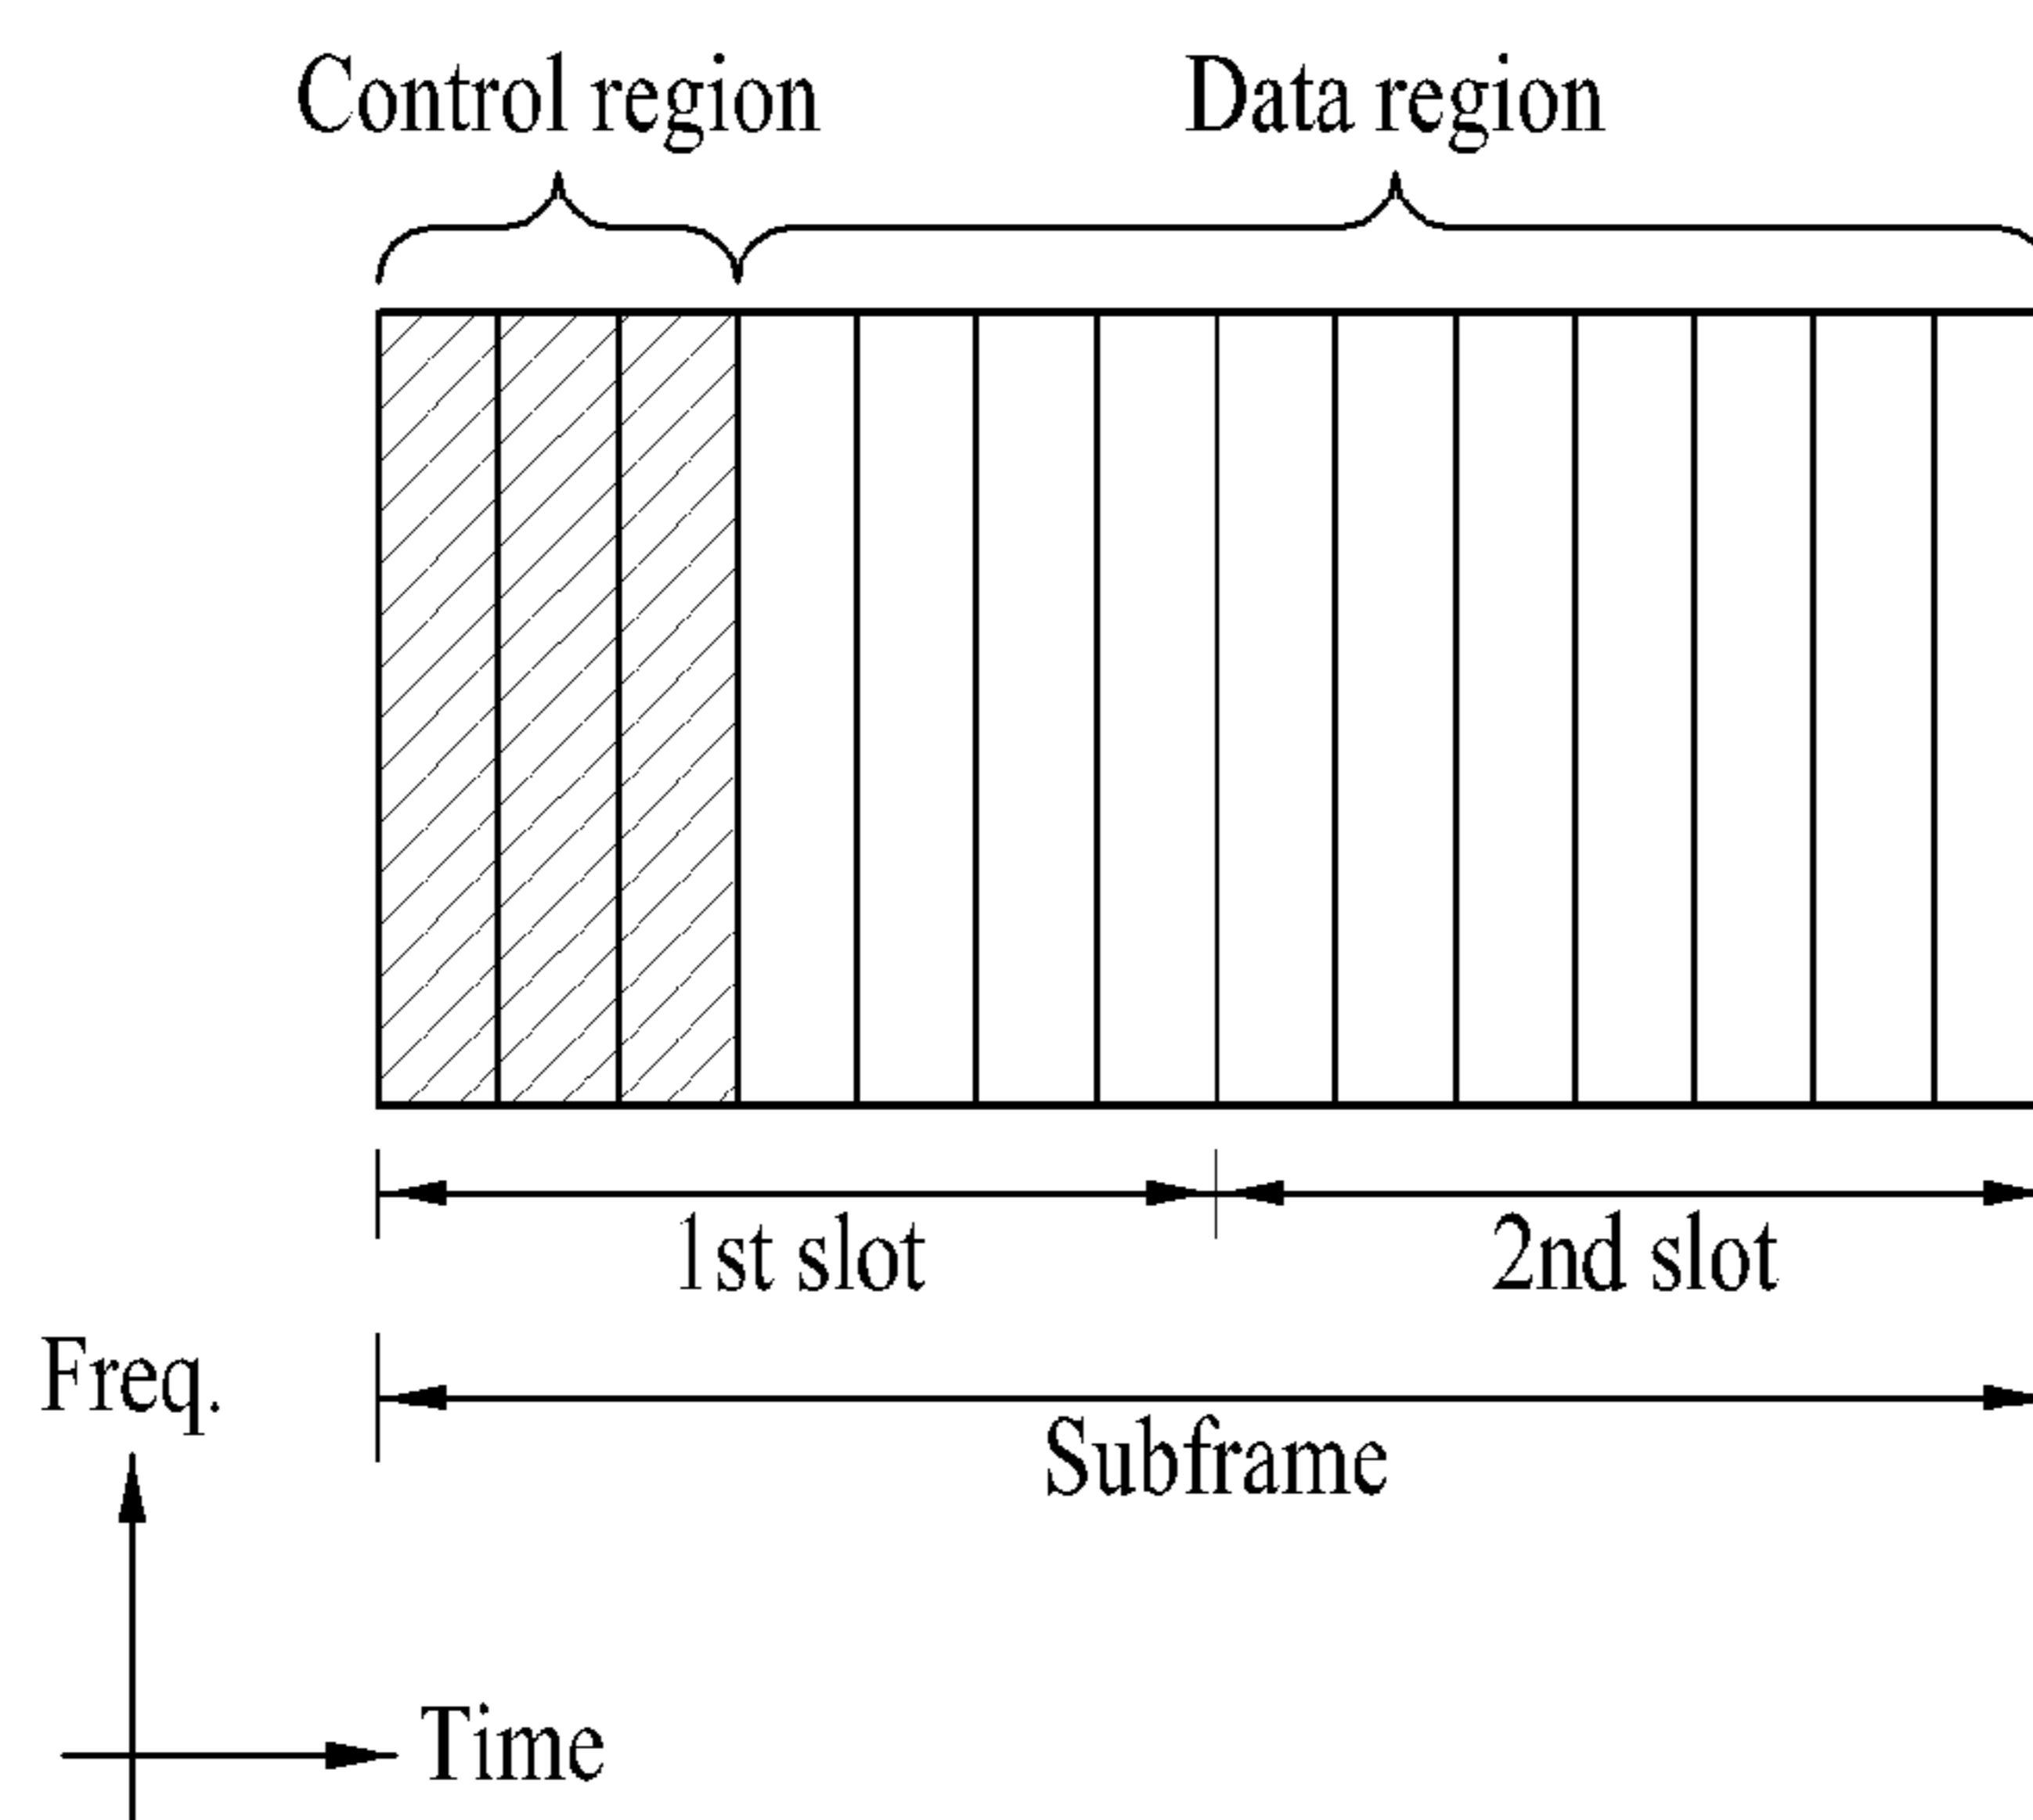 Control region
Data region
1st slot
2nd slot
Subframe
Freq.
Time